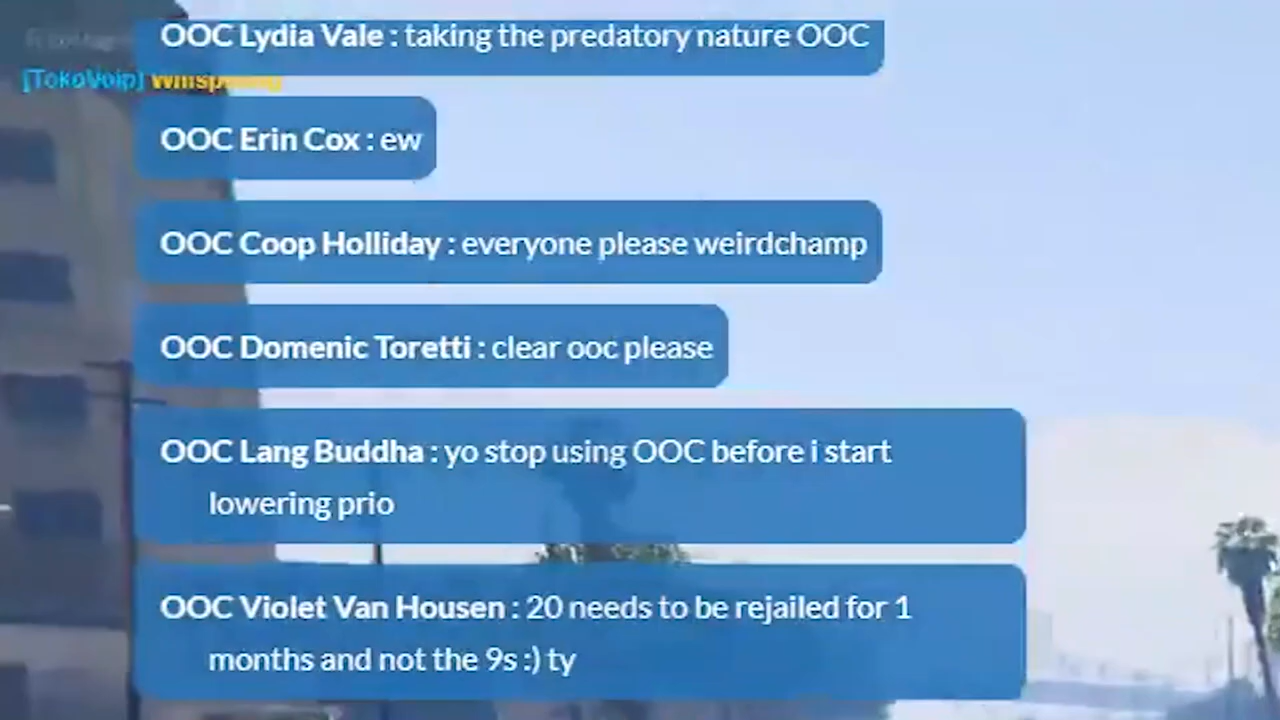 OOC Lydia Vale : taking the predatory nature OOC
[TokoVoip] Whispering
OOC Erin Cox : ew
OOC Coop Holliday : everyone please weirdchamp
OOC Domenic Toretti : clear ooc please
OOC Lang Buddha : yo stop using OOC before i start
lowering prio
OOC Violet Van Housen : 20 needs to be rejailed for 1
months and not the 9s :) ty